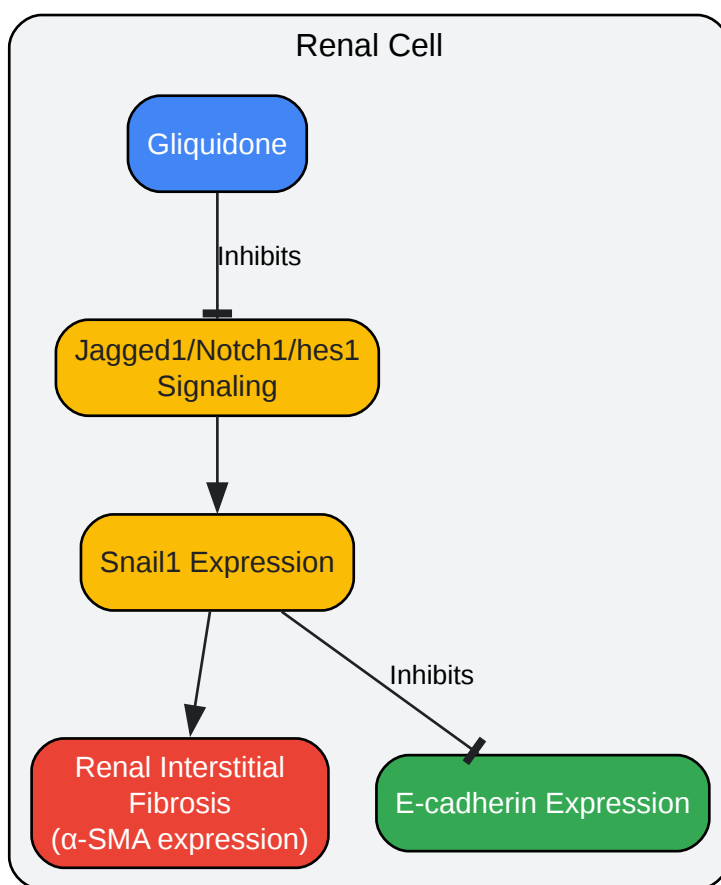 Renal Cell
Gliquidone
Inhibits
Jagged1/Notch1/hes1
Signaling
Snail1 Expression
Inhibits
Renal Interstitial
Fibrosis
(α-SMA expression)
E-cadherin Expression